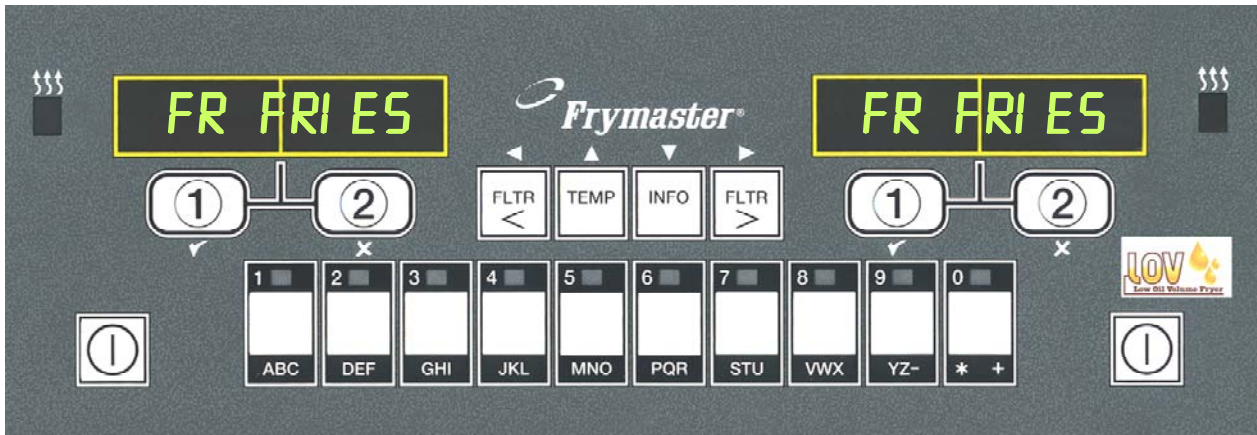 FR FRIES
Frymaster®
FR FRIES
① ②
FLTR < TEMP INFO FLTR >
① ②
LOV
Low Oil Volume Fryer
1 2 3 4 5 6 7 8 9 0
ABC DEF GHI JKL MNO PQR STU VWX YZ- * +